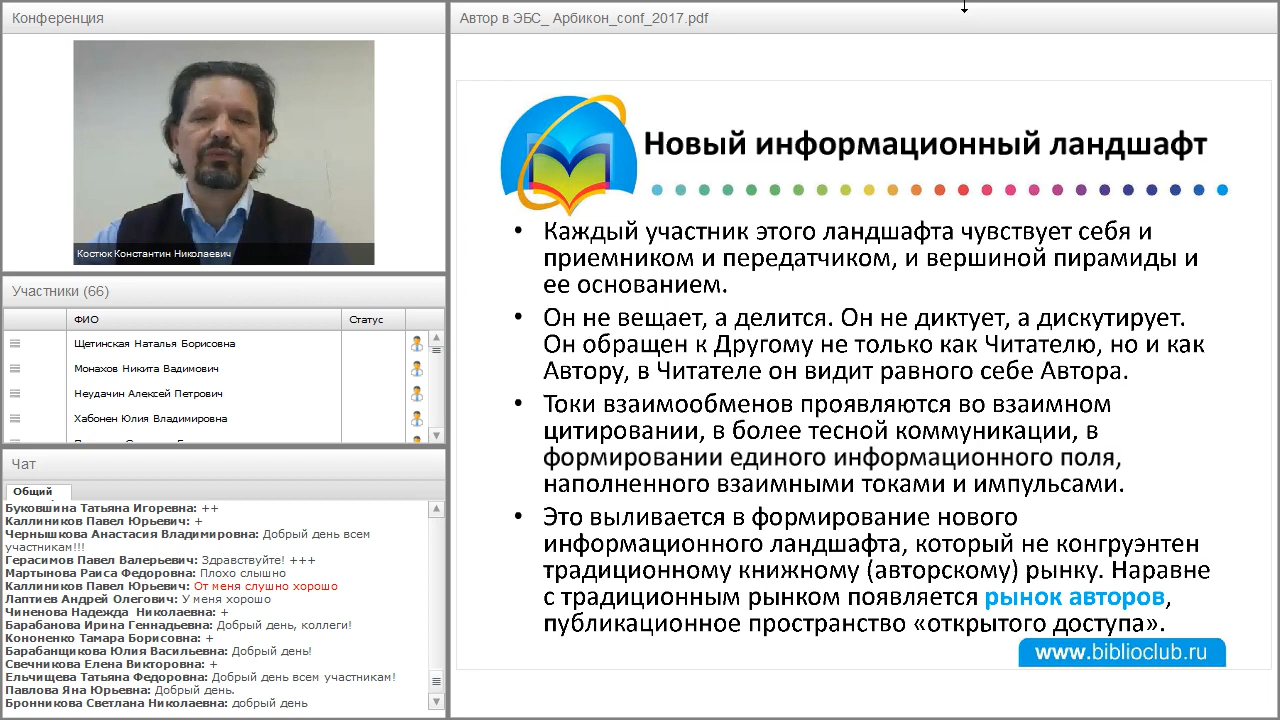 Конференция
Костюк Константин Николаевич
Участники (66)
ФИО
Статус
Щетинская Наталья Борисовна
Монахов Никита Вадимович
Неудачин Алексей Петрович
Хабонен Юлия Владимировна
Чат
Общий
Буковшина Татьяна Игоревна: ++
Каллиников Павел Юрьевич: +
Чернышкова Анастасия Владимировна: Добрый день всем
участникам!!!
Герасимов Павел Валерьевич: Здравствуйте! +++
Мартынова Раиса Федоровна: Плохо слышно
Каллиников Павел Юрьевич: От меня слушно хорошо
Лаптиев Андрей Олегович: У меня хорошо
Чиненова Надежда Николаевна: +
Барабанова Ирина Геннадьевна: Добрый день, коллеги!
Кононенко Тамара Борисовна: +
Барабанщикова Юлия Васильевна: Добрый день!
Свечникова Елена Викторовна: +
Ельчищева Татьяна Федоровна: Добрый день всем участникам!
Павлова Яна Юрьевна: Добрый день.
Бронникова Светлана Николаевна: добрый день
Автор в ЭБС_ Арбикон_conf_2017.pdf
Новый информационный ландшафт
• Каждый участник этого ландшафта чувствует себя и
приемником и передатчиком, и вершиной пирамиды и
ее основанием.
• Он не вещает, а делится. Он не диктует, а дискутирует.
Он обращен к Другому не только как Читателю, но и как
Автору, в Читателе он видит равного себе Автора.
• Токи взаимообменов проявляются во взаимном
цитировании, в более тесной коммуникации, в
формировании единого информационного поля,
наполненного взаимными токами и импульсами.
• Это выливается в формирование нового
информационного ландшафта, который не конгруэнтен
традиционному книжному (авторскому) рынку. Наравне
с традиционным рынком появляется рынок авторов,
публикационное пространство «открытого доступа».
www.biblioclub.ru